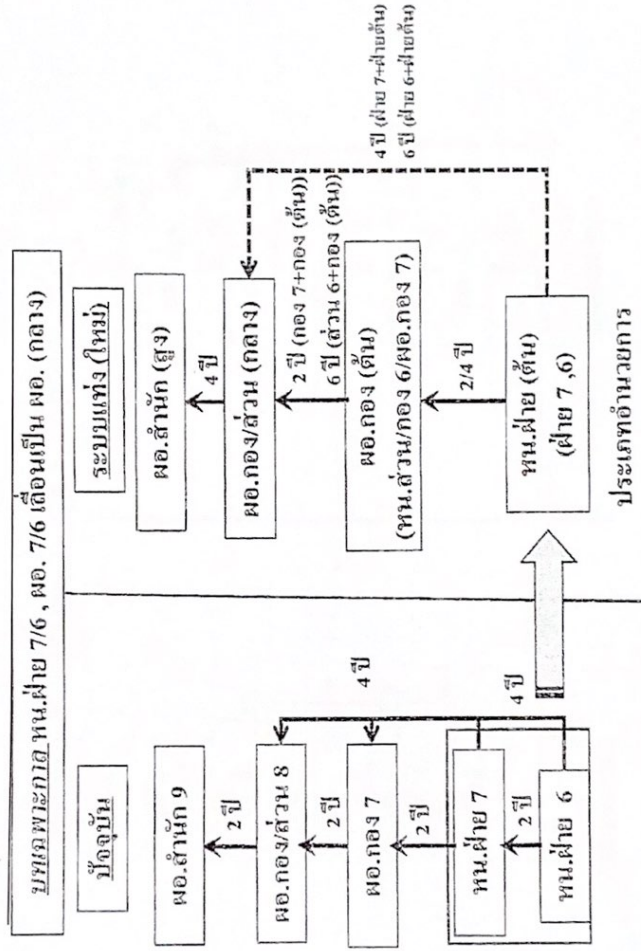 บทเฉพาะกาล หน.ฝ่าย 7/6 , ผอ. 7/6 เลื่อนเป็น ผอ. (กลาง)
ปัจจุบัน
ผอ.สำนัก 9
2 ปี
ผอ.กอง/ส่วน 8
2 ปี
ผอ.กอง 7
2 ปี
หน.ฝ่าย 7
2 ปี
หน.ฝ่าย 6
4 ปี
4 ปี
ระบบแท่ง (ใหม่)
ผอ.สำนัก (สูง)
4 ปี
ผอ.กอง/ส่วน (กลาง)
2 ปี (กอง 7+กอง (ต้น))
6 ปี (ส่วน 6+กอง (ต้น))
ผอ.กอง (ต้น)
(หน.ส่วน/กอง 6/ผอ.กอง 7)
2/4 ปี
หน.ฝ่าย (ต้น)
(ฝ่าย 7 ,6)
4 ปี (ฝ่าย 7+ฝ่ายต้น)
6 ปี (ฝ่าย 6+ฝ่ายต้น)
ประเภทอำนวยการ